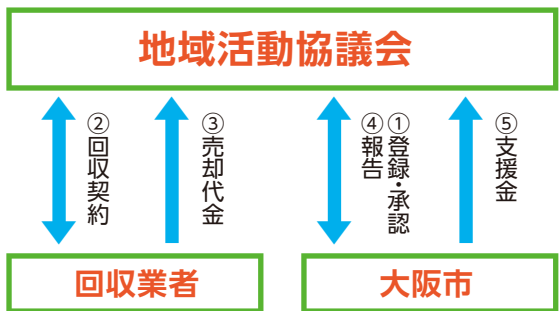 地域活動協議会
②回収契約
③売却代金
①登録・承認
④報告
⑤支援金
回収業者
大阪市